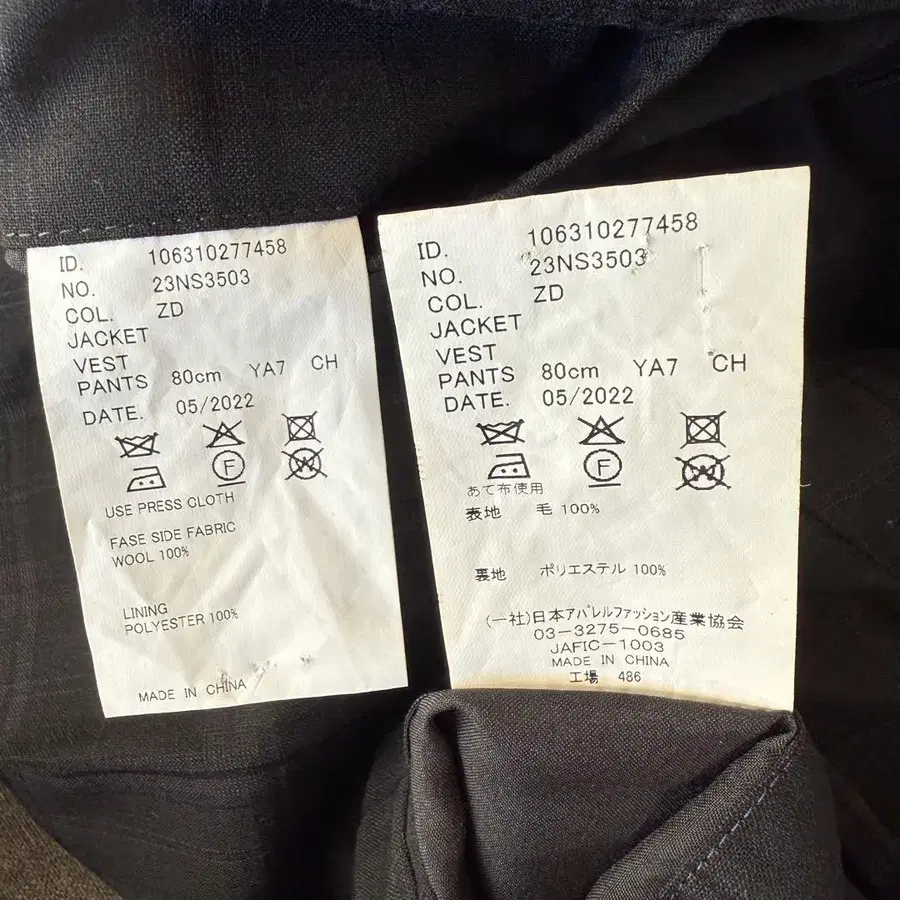 ID. 106310277458
NO. 23NS3503
COL. ZD
JACKET
VEST
PANTS 80cm YA7 CH
DATE. 05/2022
F
W
USE PRESS CLOTH
FASE SIDE FABRIC
WOOL 100%
LINING
POLYESTER 100%
MADE IN CHINA
ID. 106310277458
NO. 23NS3503
COL. ZD
JACKET
VEST
PANTS 80cm YA7 CH
DATE. 05/2022
F
W
あて布使用
表地 毛 100%
裏地 ポリエステル 100%
(一社)日本アパレルファッション産業協会
03-3275-0685
JAFIC-1003
MADE IN CHINA
工場 486